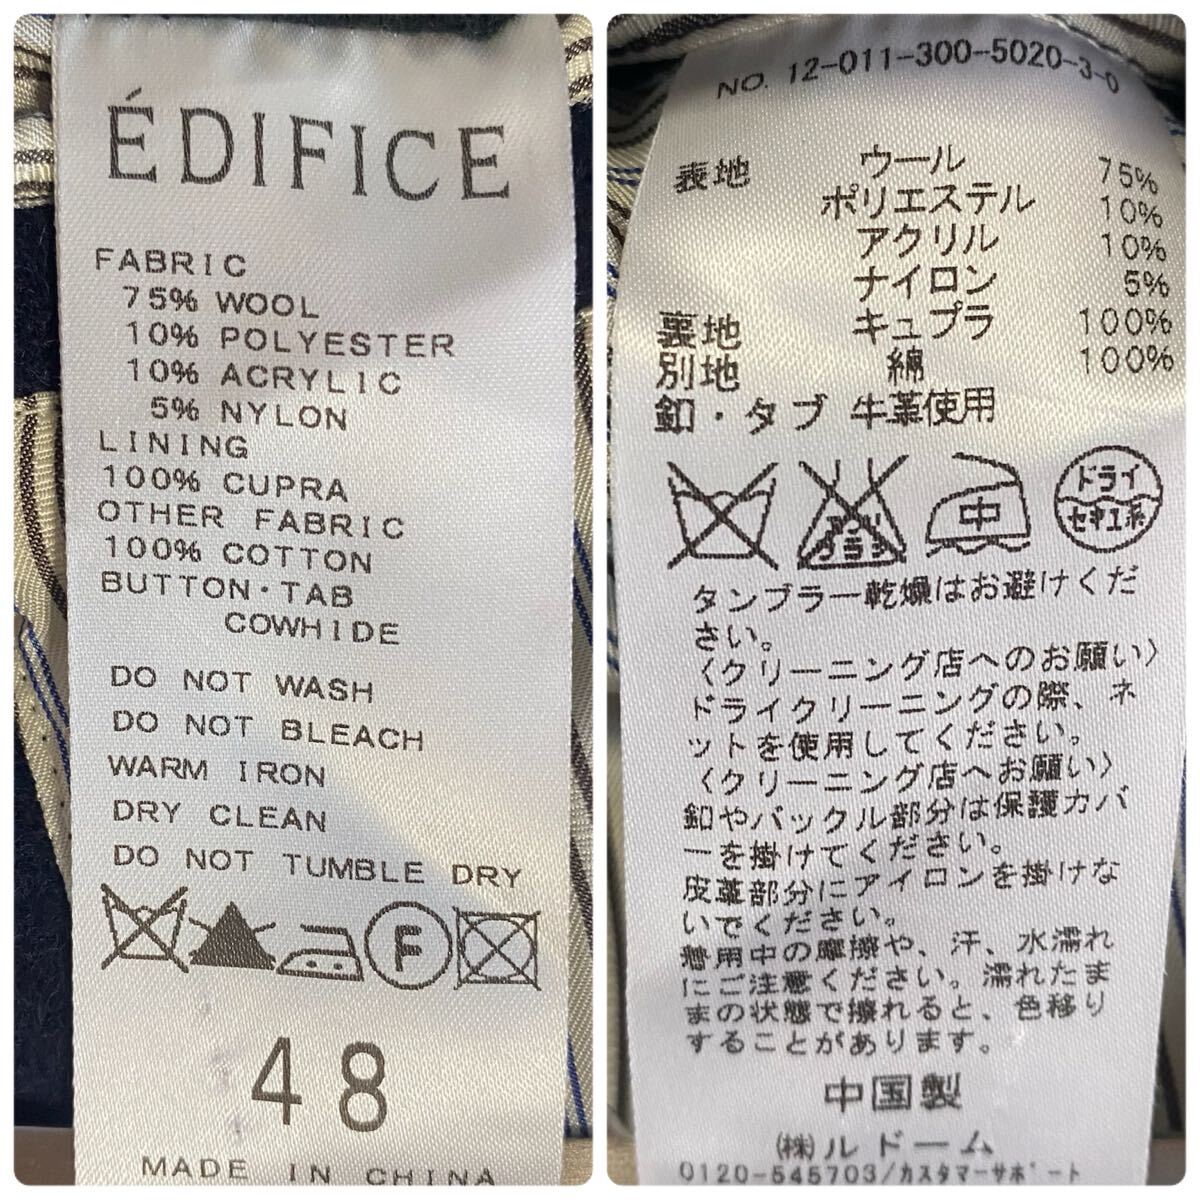 ÉDIFICE
FABRIC
75% WOOL
10% POLYESTER
10% ACRYLIC
5% NYLON
LINING
100% CUPRA
OTHER FABRIC
100% COTTON
BUTTON・TAB
COWHIDE
DO NOT WASH
DO NOT BLEACH
WARM IRON
DRY CLEAN
DO NOT TUMBLE DRY
F
48
MADE IN CHINA
NO. 12-011-300-5020-3-0
表地 ウール 75%
ポリエステル 10%
アクリル 10%
ナイロン 5%
裏地 キュプラ 100%
別地 綿 100%
釦・タブ 牛革使用
エンソ
サラシ
中
ドライ
セキユ系
タンブラー乾燥はお避けくだ
さい。
〈クリーニング店へのお願い〉
ドライクリーニングの際、ネ
ットを使用してください。
〈クリーニング店へお願い〉
釦やバックル部分は保護カバ
ーを掛けてください。
皮革部分にアイロンを掛けな
いでください。
着用中の摩擦や、汗、水濡れ
にご注意ください。濡れたま
まの状態で擦れると、色移り
することがあります。
中国製
㈱ルドーム
0120-545703/カスタマーサポート